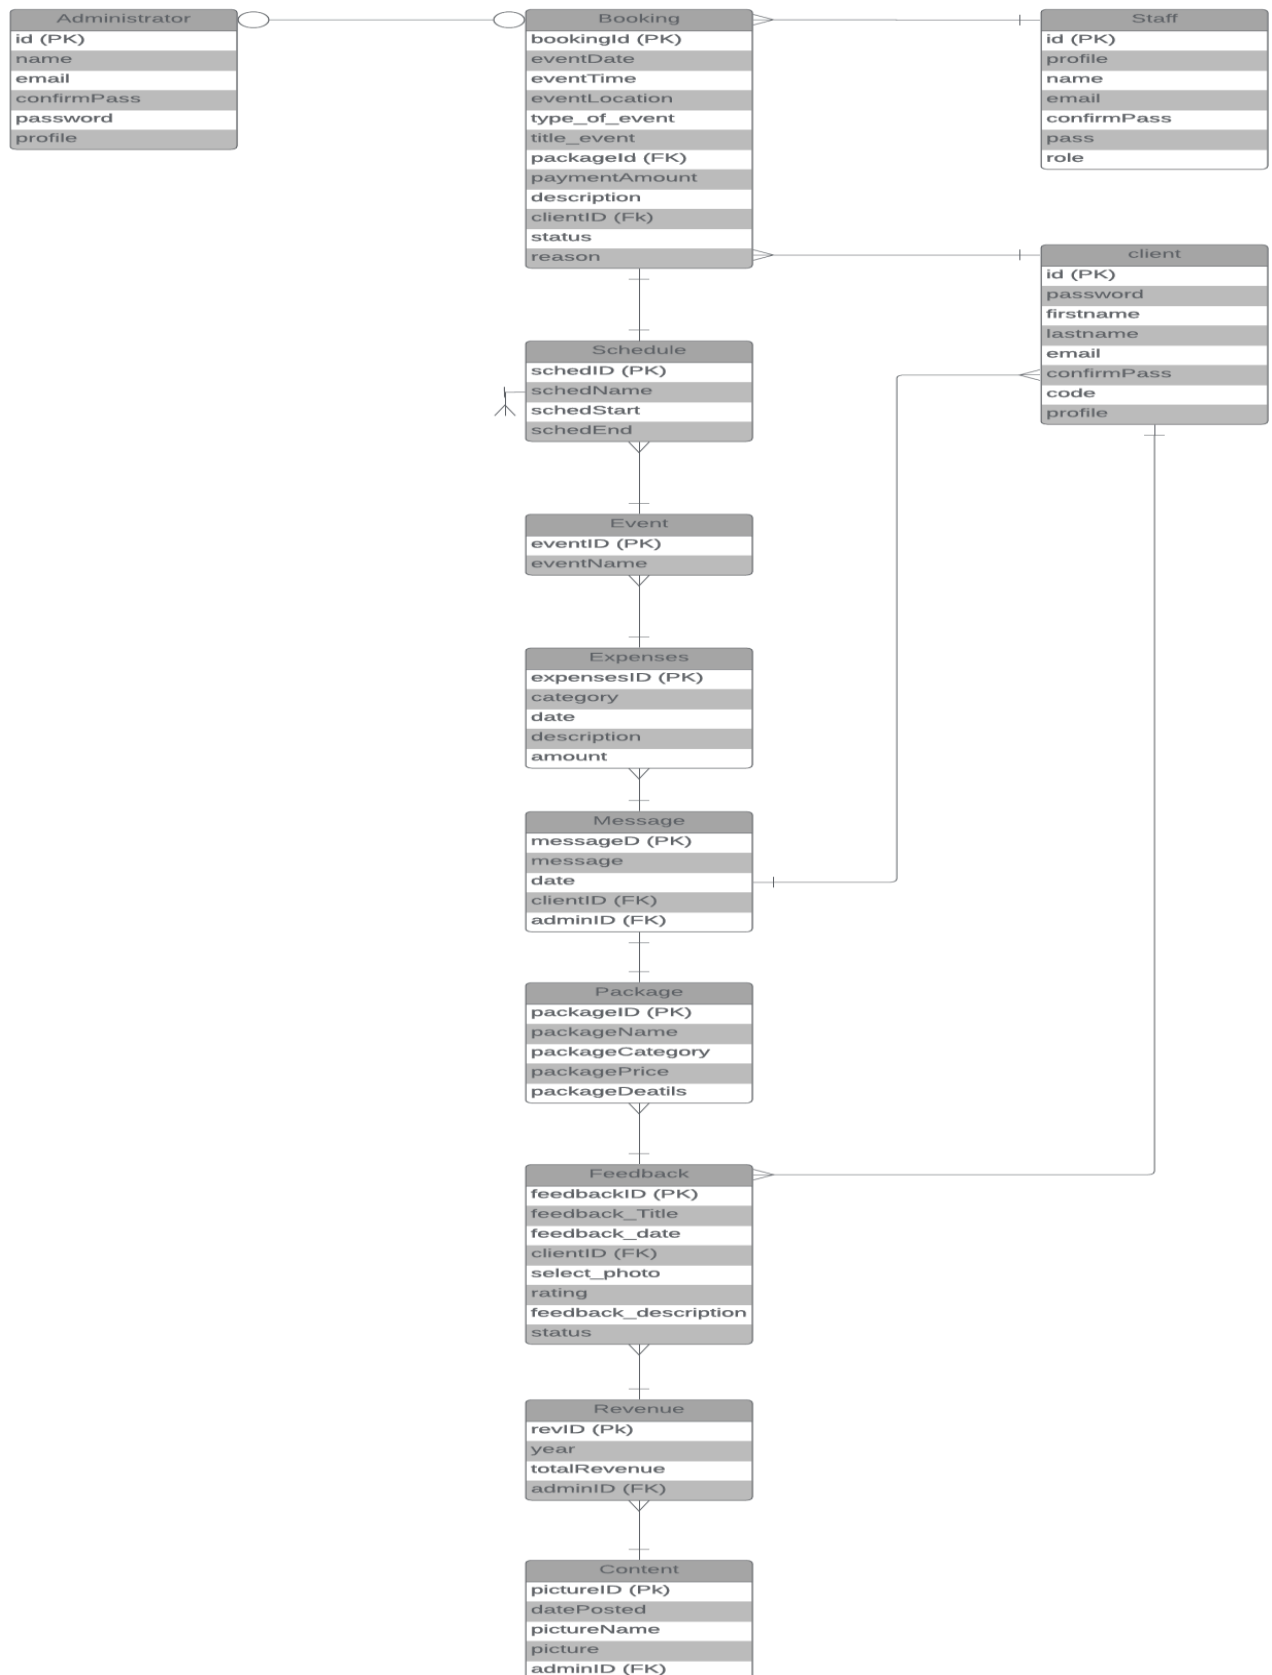 Administrator
id (PK)
name
email
confirmPass
password
profile
Booking
bookingId (PK)
eventDate
eventTime
eventLocation
type_of_event
title_event
packageId (FK)
paymentAmount
description
clientID (Fk)
status
reason
Staff
id (PK)
profile
name
email
confirmPass
pass
role
client
id (PK)
password
firstname
lastname
email
confirmPass
code
profile
Schedule
schedID (PK)
schedName
schedStart
schedEnd
Event
eventID (PK)
eventName
Expenses
expensesID (PK)
category
date
description
amount
Message
messageD (PK)
message
date
clientID (FK)
adminID (FK)
Package
packageID (PK)
packageName
packageCategory
packagePrice
packageDeatils
Feedback
feedbackID (PK)
feedback_Title
feedback_date
clientID (FK)
select_photo
rating
feedback_description
status
Revenue
revID (Pk)
year
totalRevenue
adminID (FK)
Content
pictureID (Pk)
datePosted
pictureName
picture
adminID (FK)